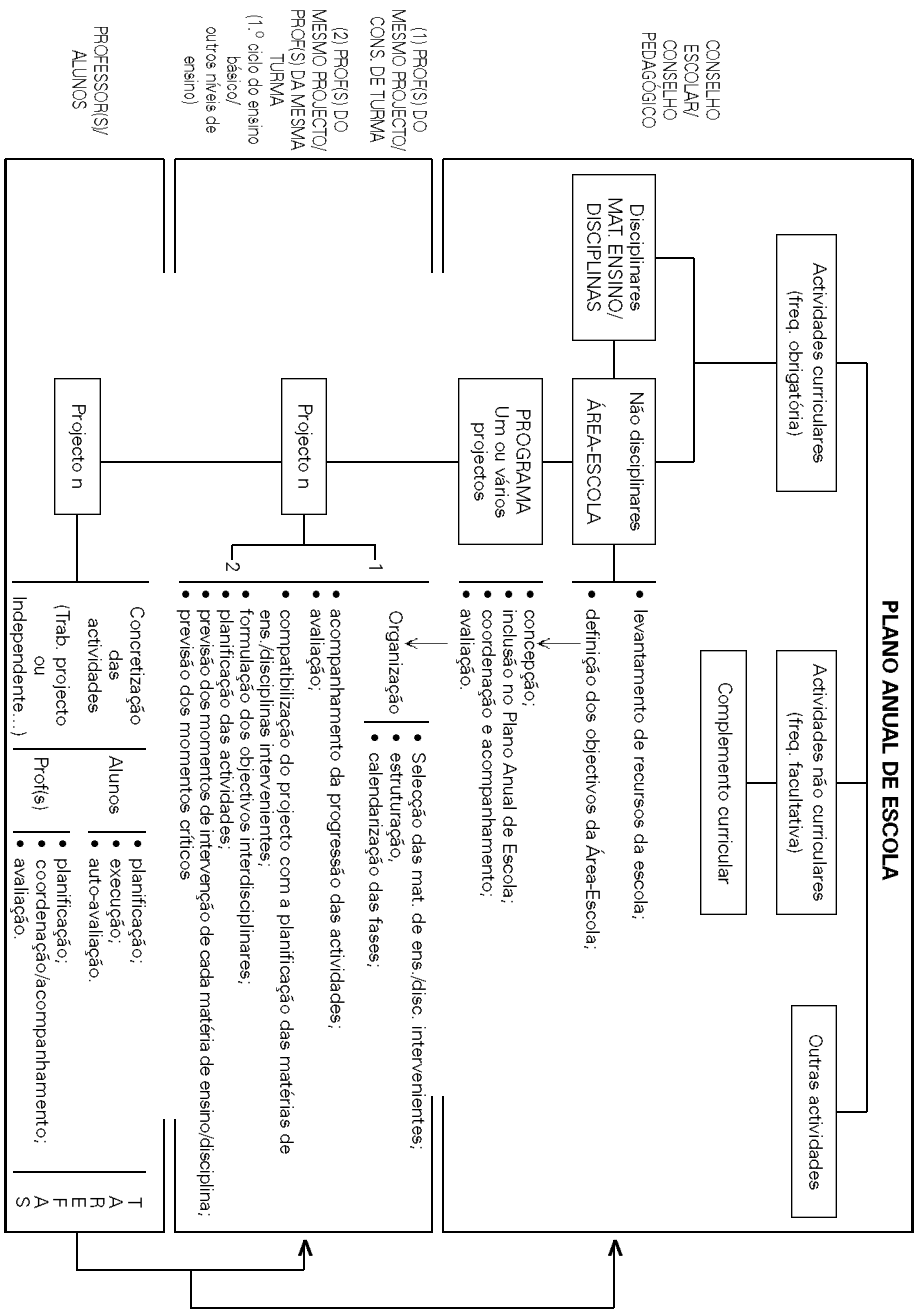 PLANO ANUAL DE ESCOLA
Actividades curriculares
(freq. obrigatória)
Actividades não curriculares
(freq. facultativa)
Outras actividades
Complemento curricular
CONSELHO
ESCOLAR/
CONSELHO
PEDAGÓGICO
Disciplinares
MAT. ENSINO/
DISCIPLINAS
Não disciplinares
ÁREA-ESCOLA
• levantamento de recursos da escola;
• definição dos objectivos da Área-Escola;
PROGRAMA
Um ou vários
projectos
• concepção;
• inclusão no Plano Anual de Escola;
• coordenação e acompanhamento;
• avaliação.
(1) PROF(S) DO
MESMO PROJECTO/
CONS. DE TURMA
(2) PROF(S) DO
MESMO PROJECTO/
PROF(S) DA MESMA
TURMA
(1.º ciclo do ensino
básico/
outros níveis de
ensino)
Projecto n
1
Organização
• Selecção das mat. de ens./disc. intervenientes;
• estruturação,
• calendarização das fases;
• acompanhamento da progressão das actividades;
• avaliação;
2
• compatibilização do projecto com a planificação das matérias de
ens./disciplinas intervenientes;
• formulação dos objectivos interdisciplinares;
• planificação das actividades;
• previsão dos momentos de intervenção de cada matéria de ensino/disciplina;
• previsão dos momentos críticos
PROFESSOR(S)/
ALUNOS
Projecto n
Concretização
das
actividades
(Trab. projecto
ou
Independente...)
Alunos
• planificação;
• execução;
• auto-avaliação.
Prof(s)
• planificação;
• coordenação/acompanhamento;
• avaliação.
T
A
R
E
F
A
S